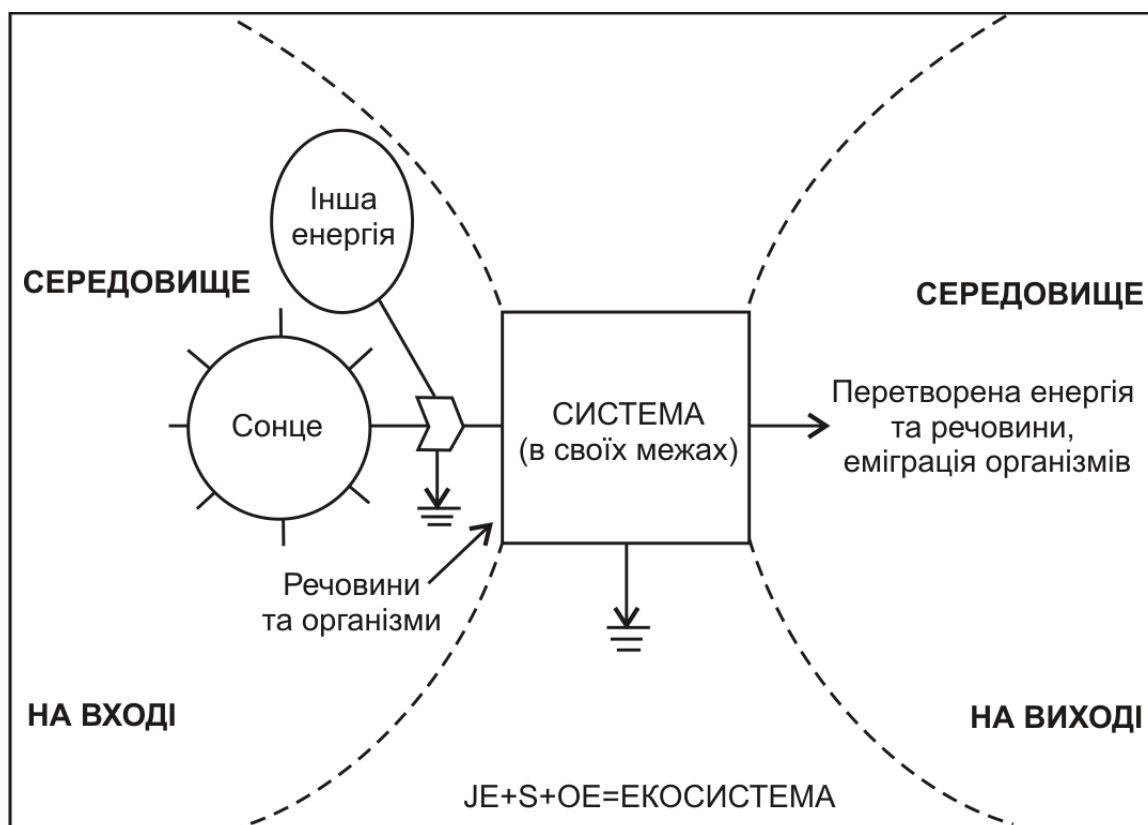 Інша
енергія
СЕРЕДОВИЩЕ
СЕРЕДОВИЩЕ
Сонце
СИСТЕМА
(в своїх межах)
Перетворена енергія
та речовини,
еміграція організмів
Речовини
та організми
НА ВХОДІ
НА ВИХОДІ
JE+S+OE=ЕКОСИСТЕМА